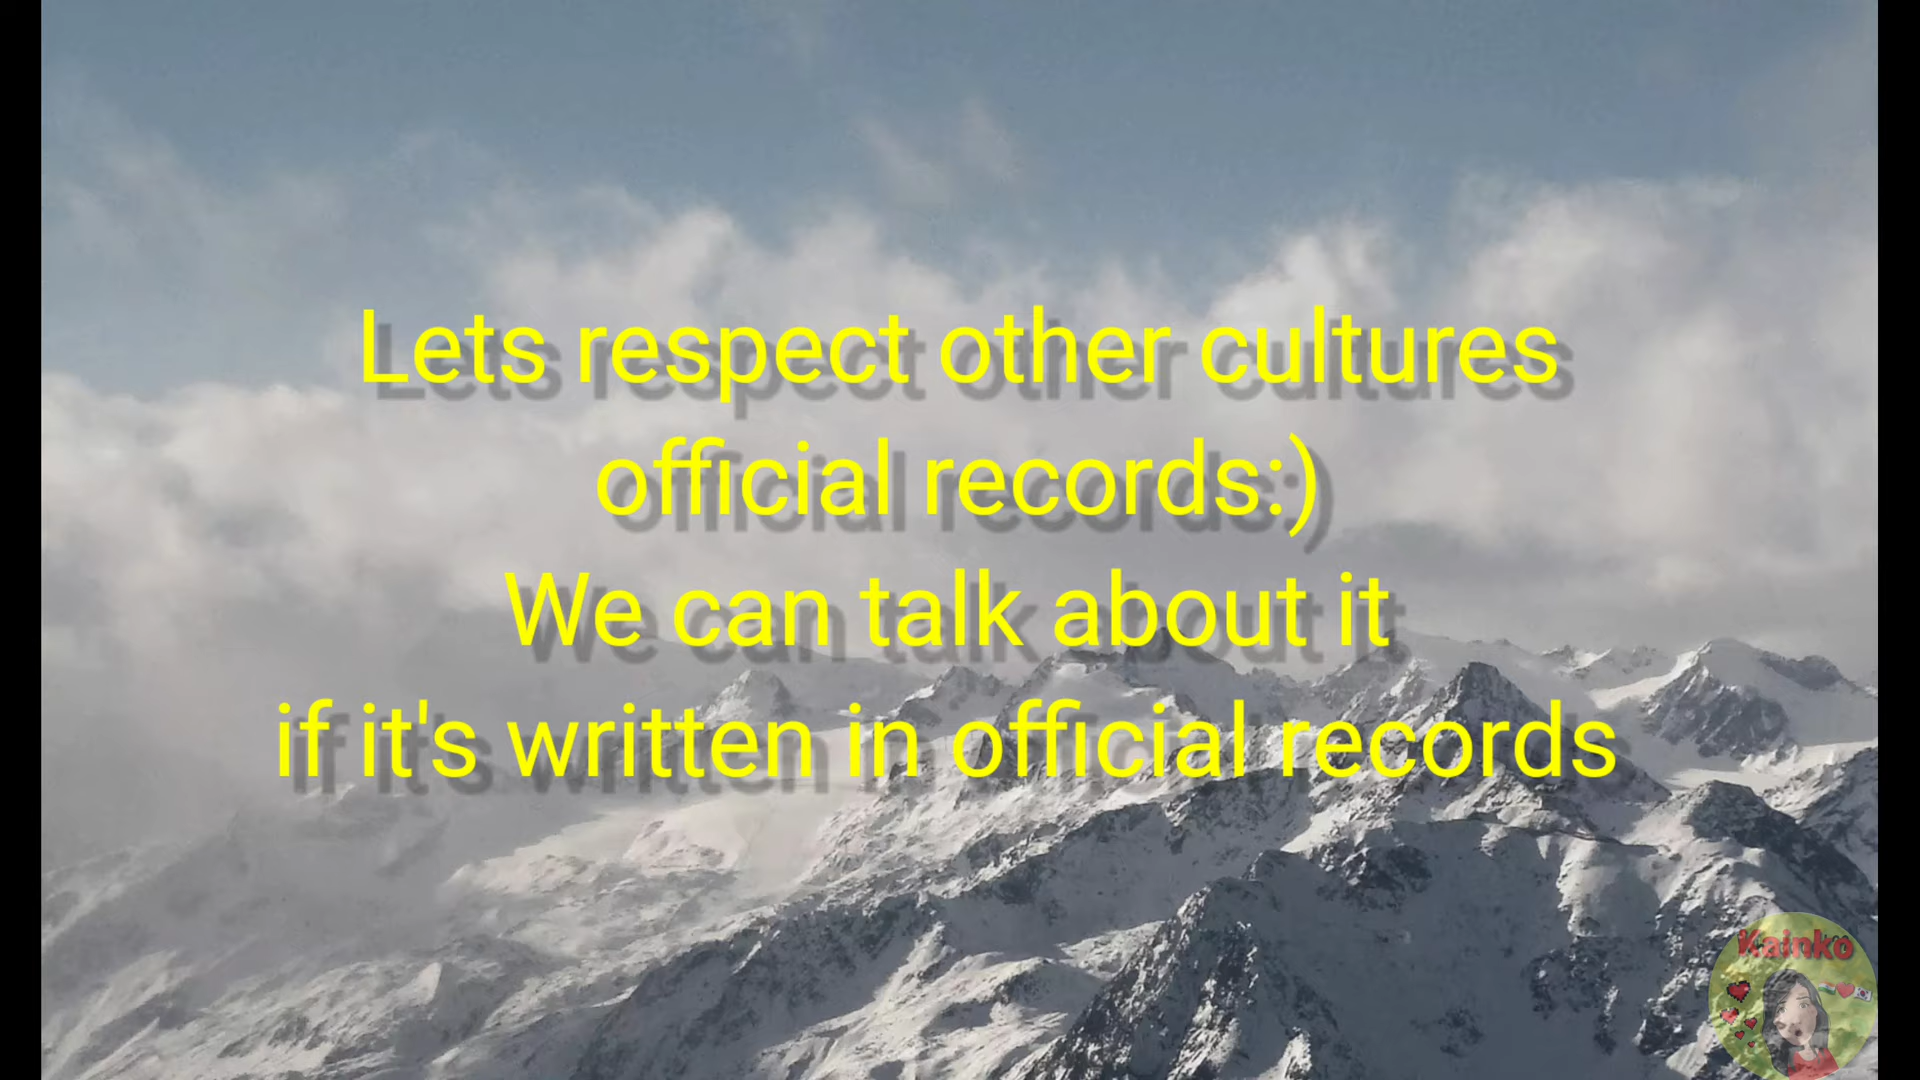 Lets respect other cultures
official records:)
We can talk about it
if it's written in official records
Kainko